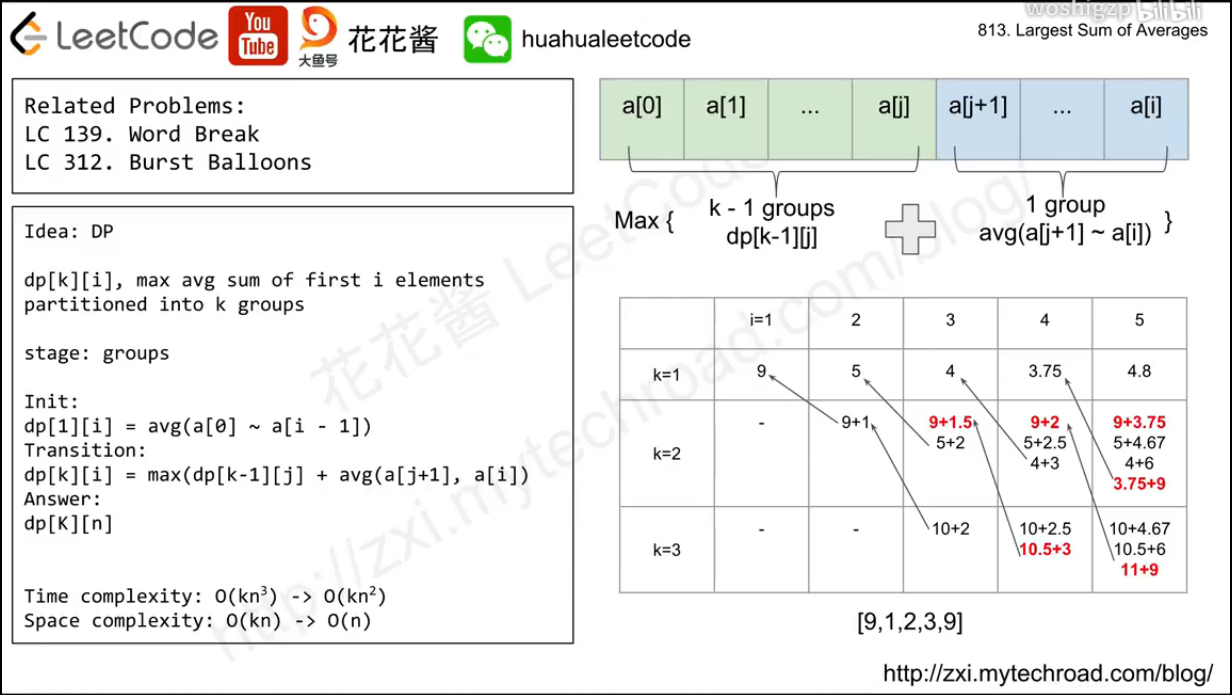 woshigzp bilibili
LeetCode You Tube 大鱼号 花花酱 huahualeetcode
813. Largest Sum of Averages
Related Problems:
LC 139. Word Break
LC 312. Burst Balloons
Idea: DP
dp[k][i], max avg sum of first i elements
partitioned into k groups
stage: groups
Init:
dp[1][i] = avg(a[0] ~ a[i - 1])
Transition:
dp[k][i] = max(dp[k-1][j] + avg(a[j+1], a[i])
Answer:
dp[K][n]
Time complexity: O(kn³) -> O(kn²)
Space complexity: O(kn) -> O(n)
a[0] a[1] ... a[j] a[j+1] ... a[i]
k - 1 groups 1 group
Max { dp[k-1][j] avg(a[j+1] ~ a[i]) }
i=1 2 3 4 5
k=1 9 5 4 3.75 4.8
k=2 - 9+1 9+1.5 9+2 9+3.75
5+2 5+2.5 5+4.67
4+3 4+6
3.75+9
k=3 - - 10+2 10+2.5 10+4.67
10.5+3 10.5+6
11+9
[9,1,2,3,9]
http://zxi.mytechroad.com/blog/
花花酱 LeetCode
http://zxi.mytechroad.com/blog/